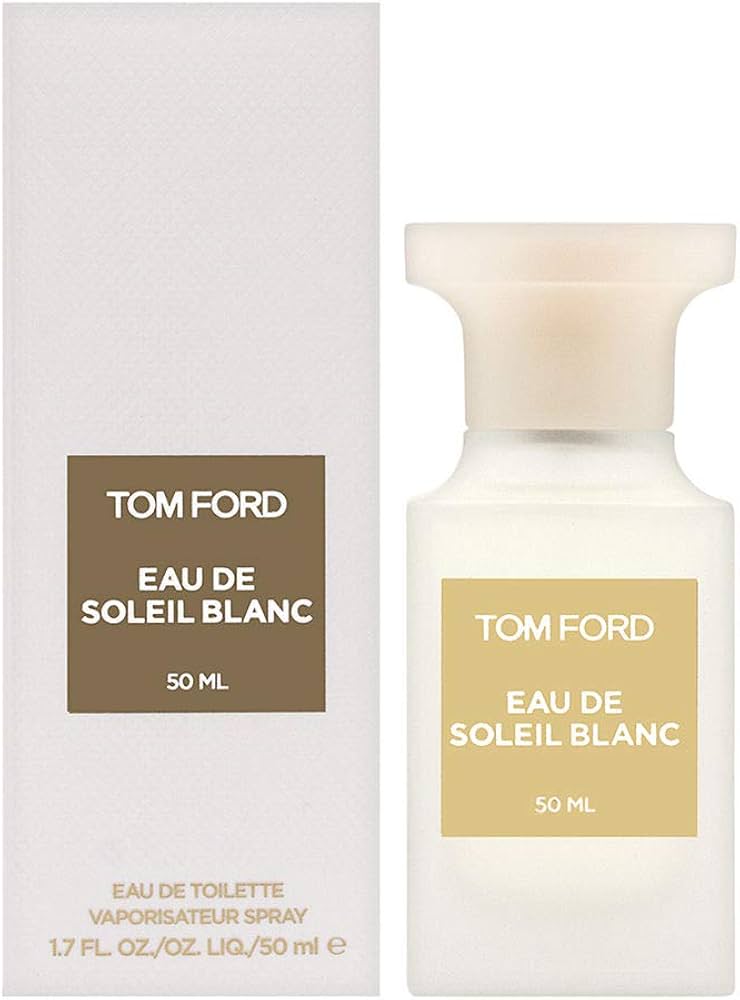 TOM FORD
EAU DE
SOLEIL BLANC
50 ML
EAU DE TOILETTE
VAPORISATEUR SPRAY
1.7 FL. OZ./OZ. LIQ./50 ml ℮
TOM FORD
EAU DE
SOLEIL BLANC
50 ML